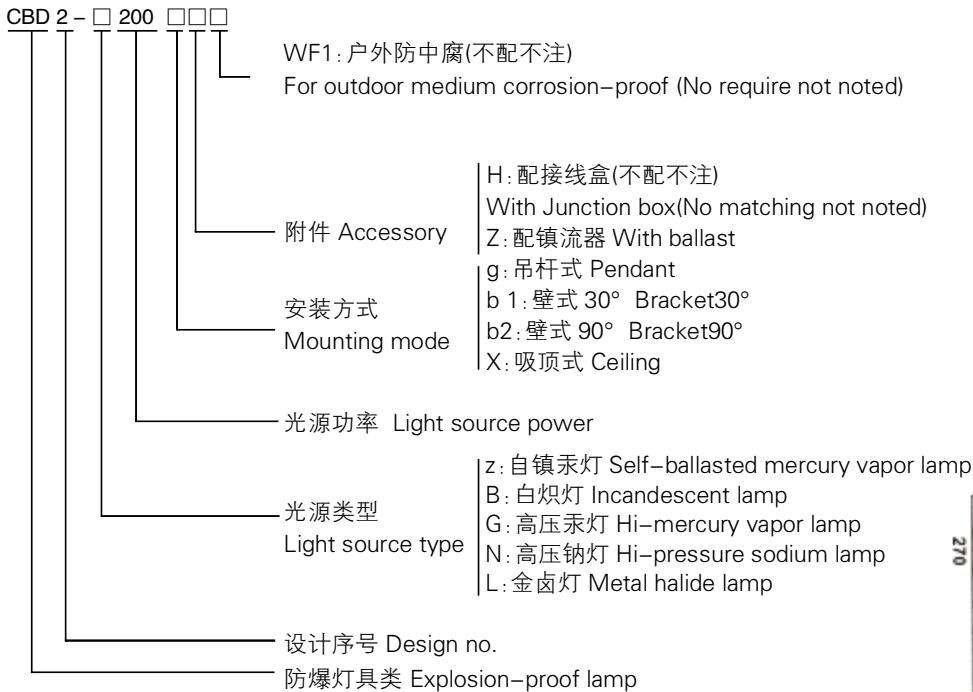 CBD 2 – □ 200 □□□
WF1:户外防中腐(不配不注)
For outdoor medium corrosion–proof (No require not noted)
附件 Accessory
H:配接线盒(不配不注)
With Junction box(No matching not noted)
Z:配镇流器 With ballast
安装方式
Mounting mode
g:吊杆式 Pendant
b 1:壁式 30° Bracket30°
b2:壁式 90° Bracket90°
X:吸顶式 Ceiling
光源功率 Light source power
光源类型
Light source type
z:自镇汞灯 Self–ballasted mercury vapor lamp
B:白炽灯 Incandescent lamp
G:高压汞灯 Hi–mercury vapor lamp
N:高压钠灯 Hi–pressure sodium lamp
L:金卤灯 Metal halide lamp
设计序号 Design no.
防爆灯具类 Explosion–proof lamp
270